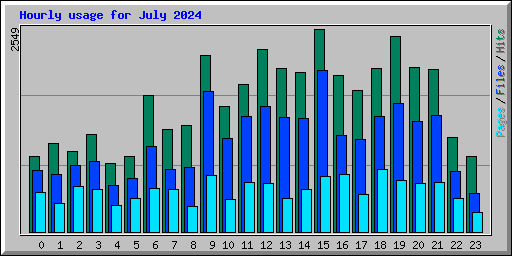 Hourly usage for July 2024
2549
Pages/Files/Hits
0 1 2 3 4 5 6 7 8 9 10 11 12 13 14 15 16 17 18 19 20 21 22 23